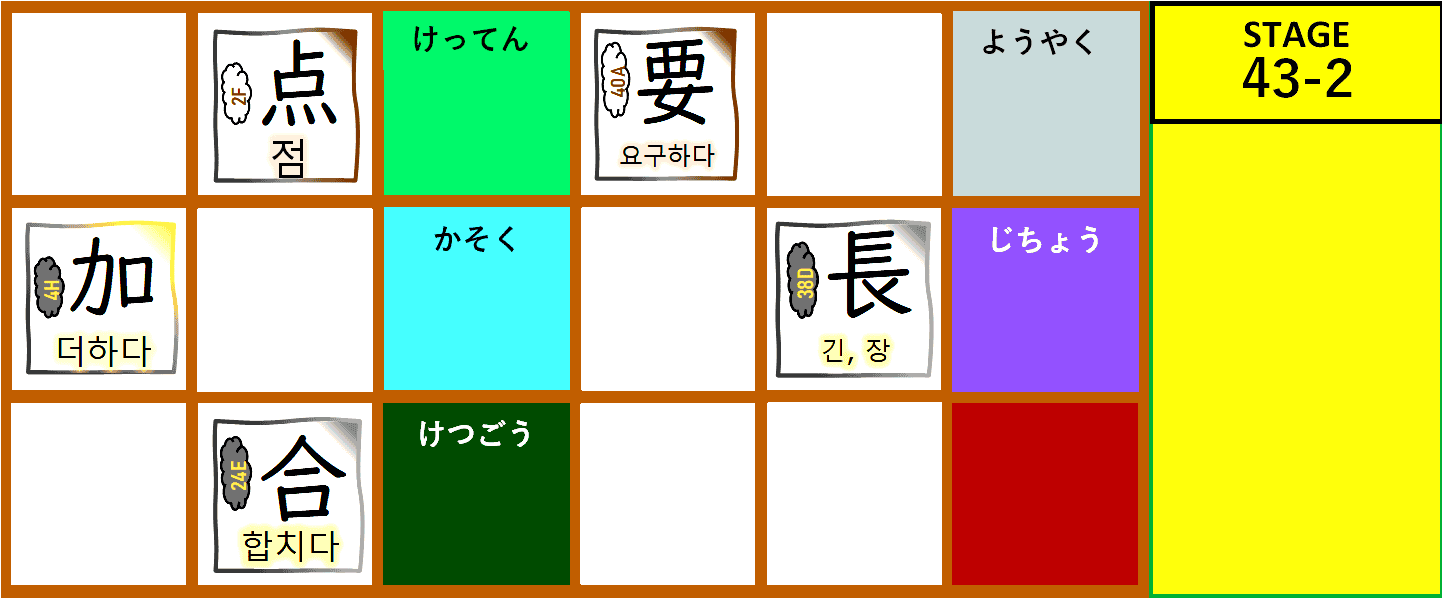 2F
点
점
けってん
40A
要
요구하다
ようやく
STAGE
43-2
4H
加
더하다
かそく
38D
長
긴, 장
じちょう
24E
合
합치다
けつごう